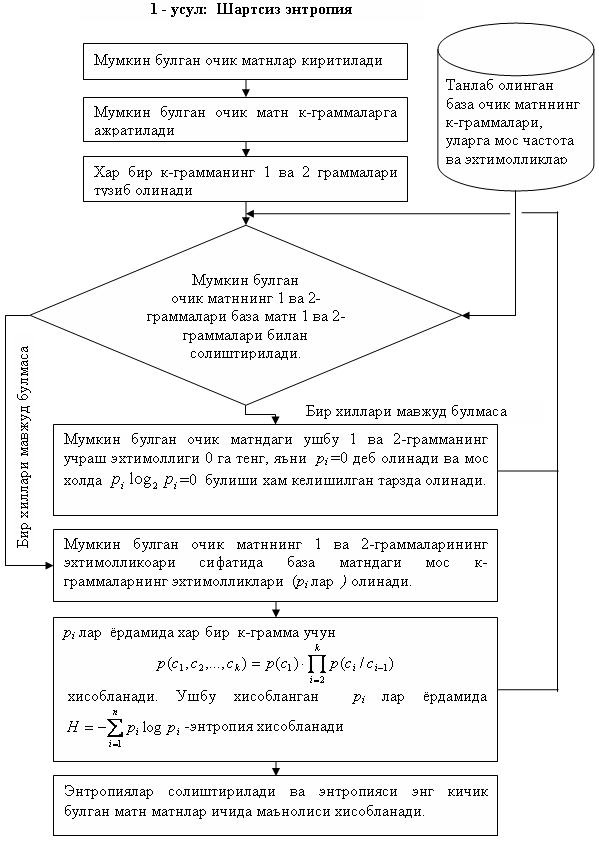 1 - усул: Шартсиз энтропия
Мумкин булган очик матнлар киритилади
Мумкин булган очик матн к-граммаларга
ажратилади
Хар бир к-грамманинг 1 ва 2 граммалари
тузиб олинади
Танлаб олинган
база очик матннинг
к-граммалари,
уларга мос частота
ва эхтимолликлар
Мумкин булган
очик матннинг 1 ва 2-
граммалари база матн 1 ва 2-
граммалари билан
солиштирилади.
Бир хиллари мавжуд булмаса
Бир хиллари мавжуд булмаса
Мумкин булган очик матндаги ушбу 1 ва 2-грамманинг
учраш эхтимоллиги 0 га тенг, яъни p_i=0 деб олинади ва мос
холда p_i log_2 p_i=0 булиши хам келишилган тарзда олинади.
Мумкин булган очик матннинг 1 ва 2-граммаларининг
эхтимолликоари сифатида база матндаги мос к-
граммаларнинг эхтимолликлари (p_i лар ) олинади.
p_i лар ёрдамида хар бир к-грамма учун
p(c_1,c_2,...,c_k) = p(c_1)·∏_{i=2}^{k} p(c_i/c_{i-1})
хисобланади. Ушбу хисобланган p_i лар ёрдамида
H = -∑_{i=1}^{n} p_i log p_i -энтропия хисобланади
Энтропиялар солиштирилади ва энтропияси энг кичик
булган матн матнлар ичида маънолиси хисобланади.